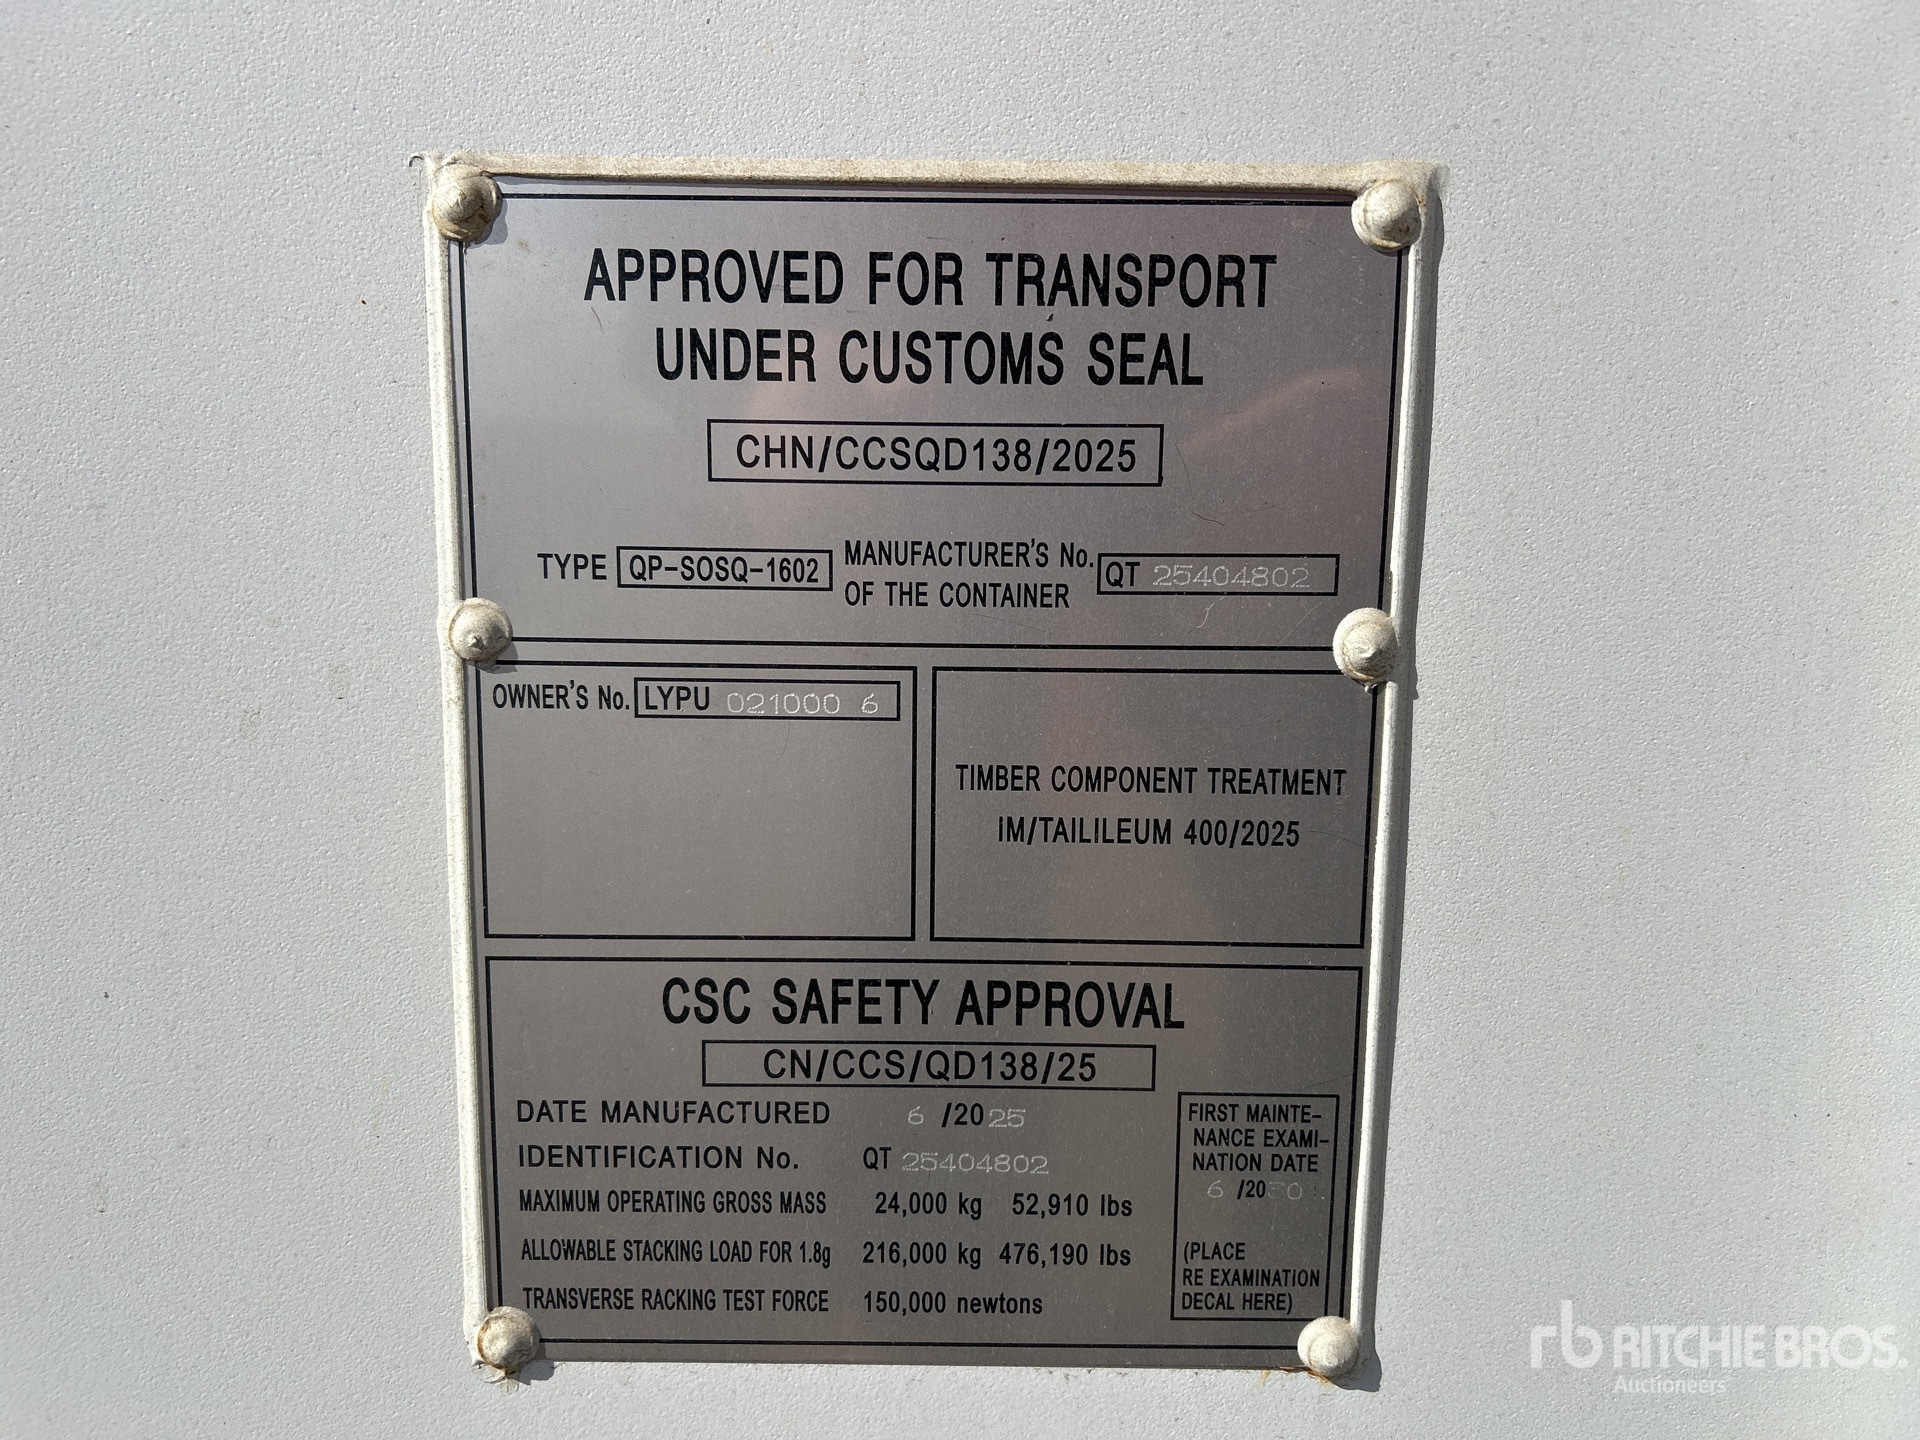 APPROVED FOR TRANSPORT
UNDER CUSTOMS SEAL
CHN/CCSQD138/2025
TYPE QP-SOSQ-1602 MANUFACTURER'S No. OF THE CONTAINER QT 25404802
OWNER'S No. LYPU 021000 6
TIMBER COMPONENT TREATMENT
IM/TAILILEUM 400/2025
CSC SAFETY APPROVAL
CN/CCS/QD138/25
DATE MANUFACTURED 6 /2025
IDENTIFICATION No. QT 25404802
MAXIMUM OPERATING GROSS MASS 24,000 kg 52,910 lbs
ALLOWABLE STACKING LOAD FOR 1.8g 216,000 kg 476,190 lbs
TRANSVERSE RACKING TEST FORCE 150,000 newtons
FIRST MAINTE-
NANCE EXAMI-
NATION DATE
6 /2030
(PLACE
RE EXAMINATION
DECAL HERE)
rb RITCHIE BROS.
Auctioneers